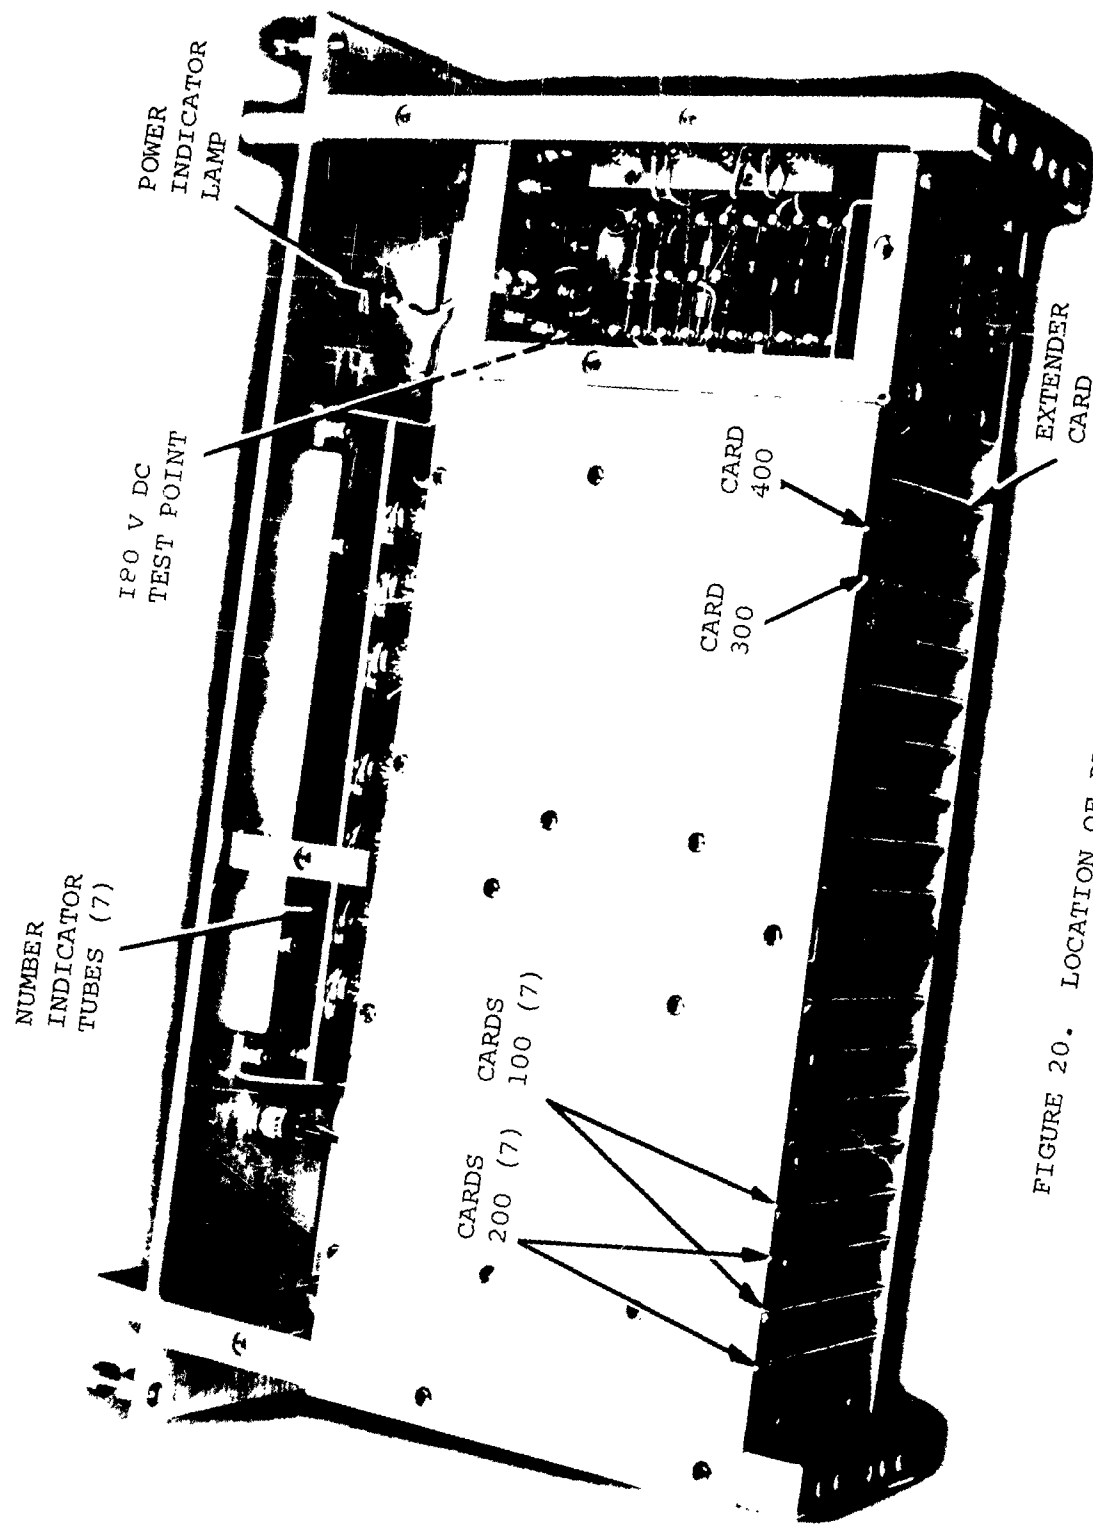 NUMBER
INDICATOR
TUBES (7)
180 V DC
TEST POINT
POWER
INDICATOR
LAMP
CARDS
200 (7)
CARDS
100 (7)
CARD
300
CARD
400
EXTENDER
CARD
FIGURE 20. LOCATION OF